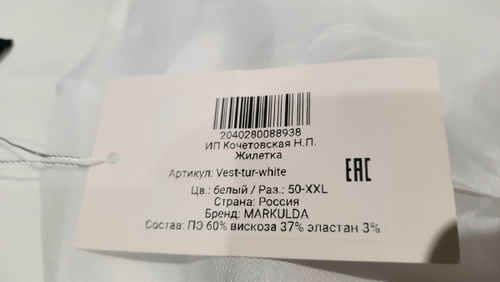 2040280088938
ИП Кочетовская Н.П.
Жилетка
Артикул: Vest-tur-white
EAC
Цв.: белый / Раз.: 50-XXL
Страна: Россия
Бренд: MARKULDA
Состав: ПЭ 60% вискоза 37% эластан 3%